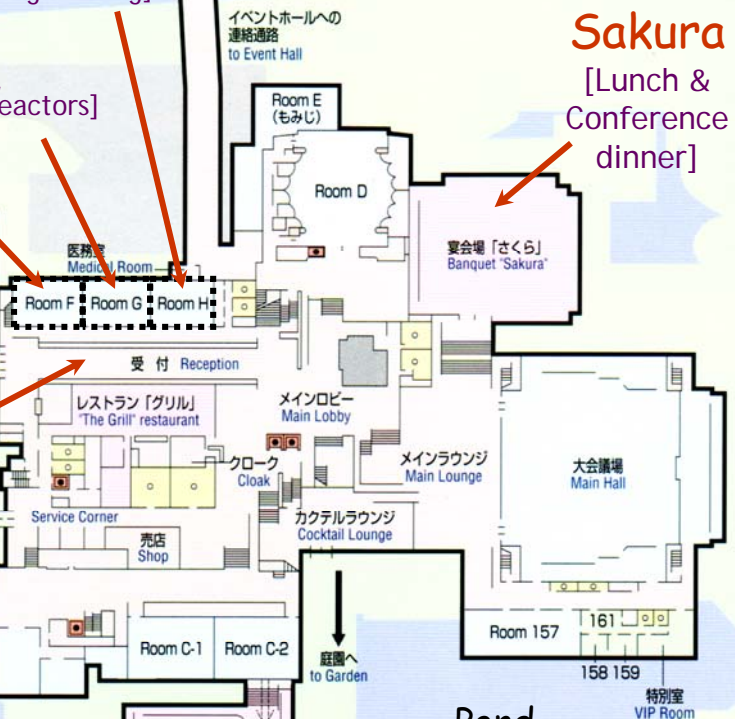 イベントホールへの
連絡通路
to Event Hall
Sakura
[Lunch &
Conference
dinner]
eactors]
Room E
(もみじ)
Room D
宴会場「さくら」
Banquet "Sakura"
医務室
Medical Room
Room F
Room G
Room H
受 付 Reception
レストラン「グリル」
"The Grill" restaurant
メインロビー
Main Lobby
クローク
Cloak
メインラウンジ
Main Lounge
大会議場
Main Hall
Service Corner
カクテルラウンジ
Cocktail Lounge
売店
Shop
Room C-1
Room C-2
庭園へ
to Garden
Room 157
161
158 159
特別室
VIP Room